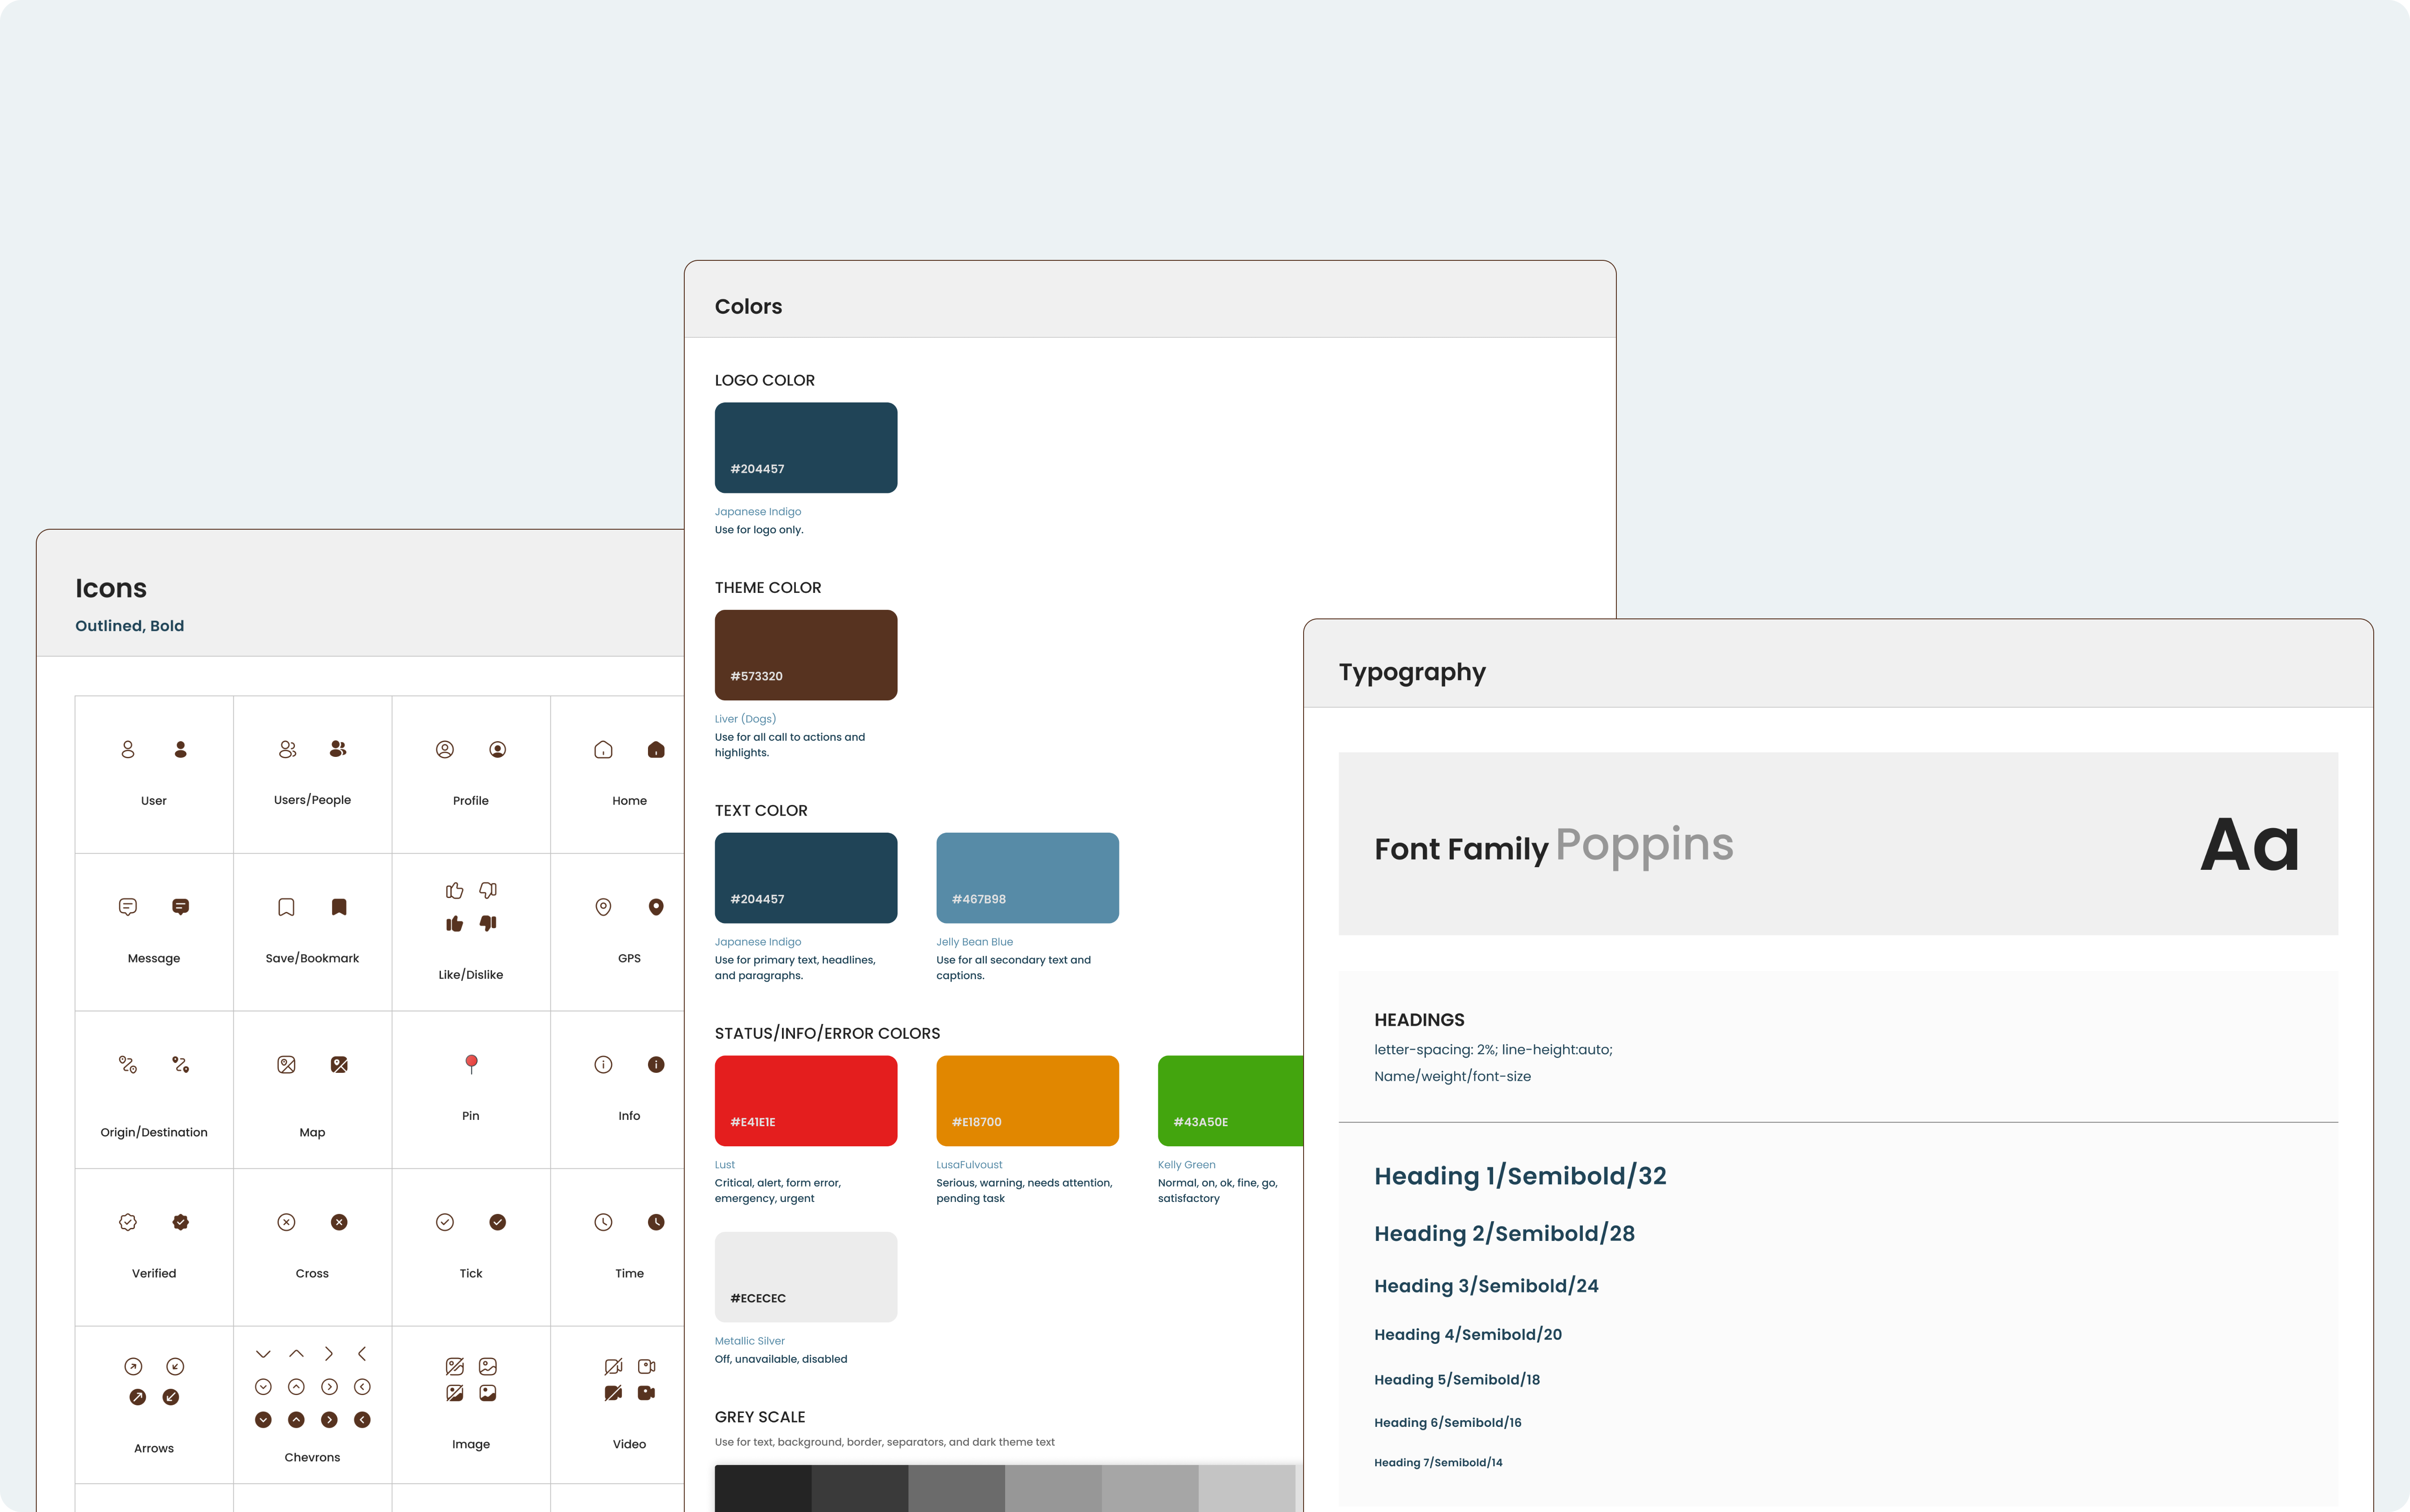 Icons
Outlined, Bold
User
Users/People
Profile
Home
Message
Save/Bookmark
Like/Dislike
GPS
Origin/Destination
Map
Pin
Info
Verified
Cross
Tick
Time
Arrows
Chevrons
Image
Video
Colors
LOGO COLOR
#204457
Japanese Indigo
Use for logo only.
THEME COLOR
#573320
Liver (Dogs)
Use for all call to actions and
highlights.
TEXT COLOR
#204457
Japanese Indigo
Use for primary text, headlines,
and paragraphs.
#467B98
Jelly Bean Blue
Use for all secondary text and
captions.
STATUS/INFO/ERROR COLORS
#E41E1E
Lust
Critical, alert, form error,
emergency, urgent
#E18700
LusaFulvoust
Serious, warning, needs attention,
pending task
#43A50E
Kelly Green
Normal, on, ok, fine, go,
satisfactory
#ECECEC
Metallic Silver
Off, unavailable, disabled
GREY SCALE
Use for text, background, border, separators, and dark theme text
Typography
Font Family Poppins
Aa
HEADINGS
letter-spacing: 2%; line-height:auto;
Name/weight/font-size
Heading 1/Semibold/32
Heading 2/Semibold/28
Heading 3/Semibold/24
Heading 4/Semibold/20
Heading 5/Semibold/18
Heading 6/Semibold/16
Heading 7/Semibold/14